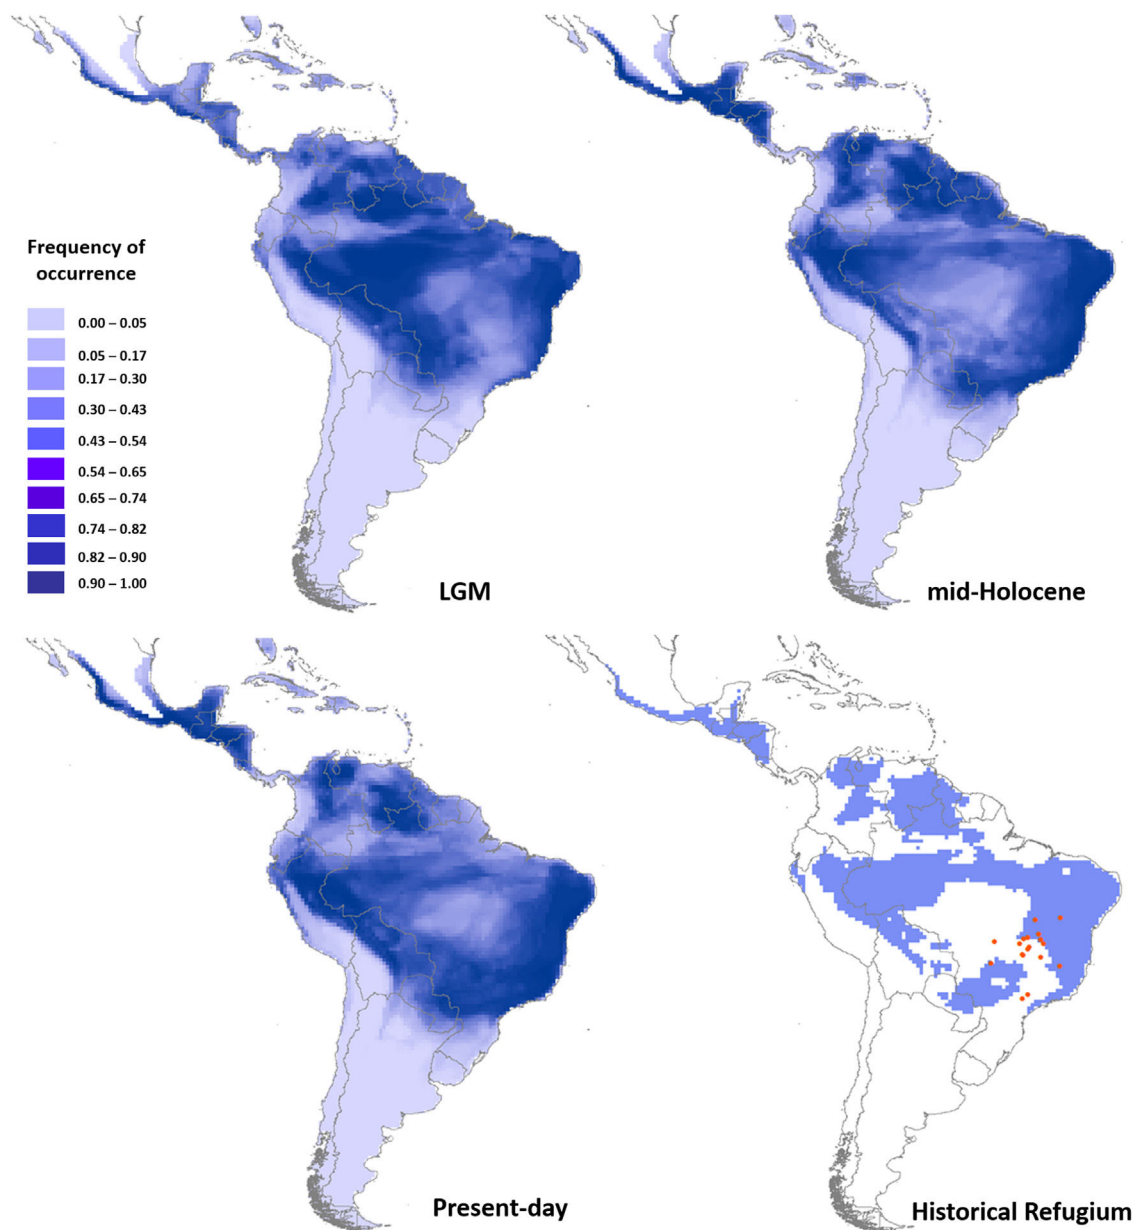 Frequency of
occurrence
0.00 – 0.05
0.05 – 0.17
0.17 – 0.30
0.30 – 0.43
0.43 – 0.54
0.54 – 0.65
0.65 – 0.74
0.74 – 0.82
0.82 – 0.90
0.90 – 1.00
LGM
mid-Holocene
Present-day
Historical Refugium